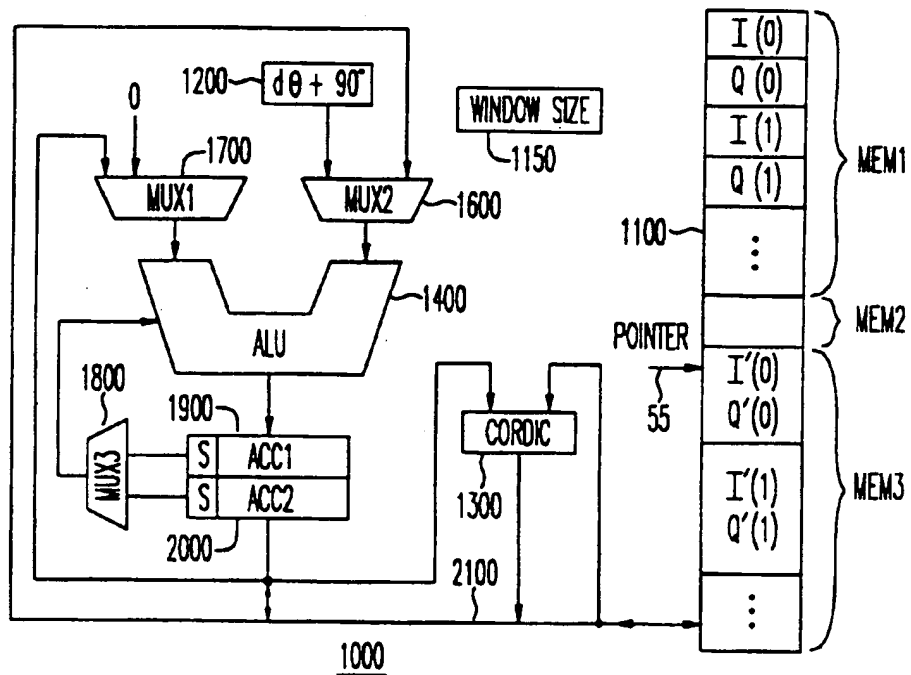 1200
dθ + 90°
0
WINDOW SIZE
1150
1700
MUX1
MUX2
1600
1400
ALU
1800
MUX3
1900
S ACC1
S ACC2
2000
CORDIC
1300
2100
1000
I(0)
Q(0)
I(1)
Q(1)
⋮
MEM1
1100
MEM2
POINTER
55
I'(0)
Q'(0)
I'(1)
Q'(1)
⋮
MEM3